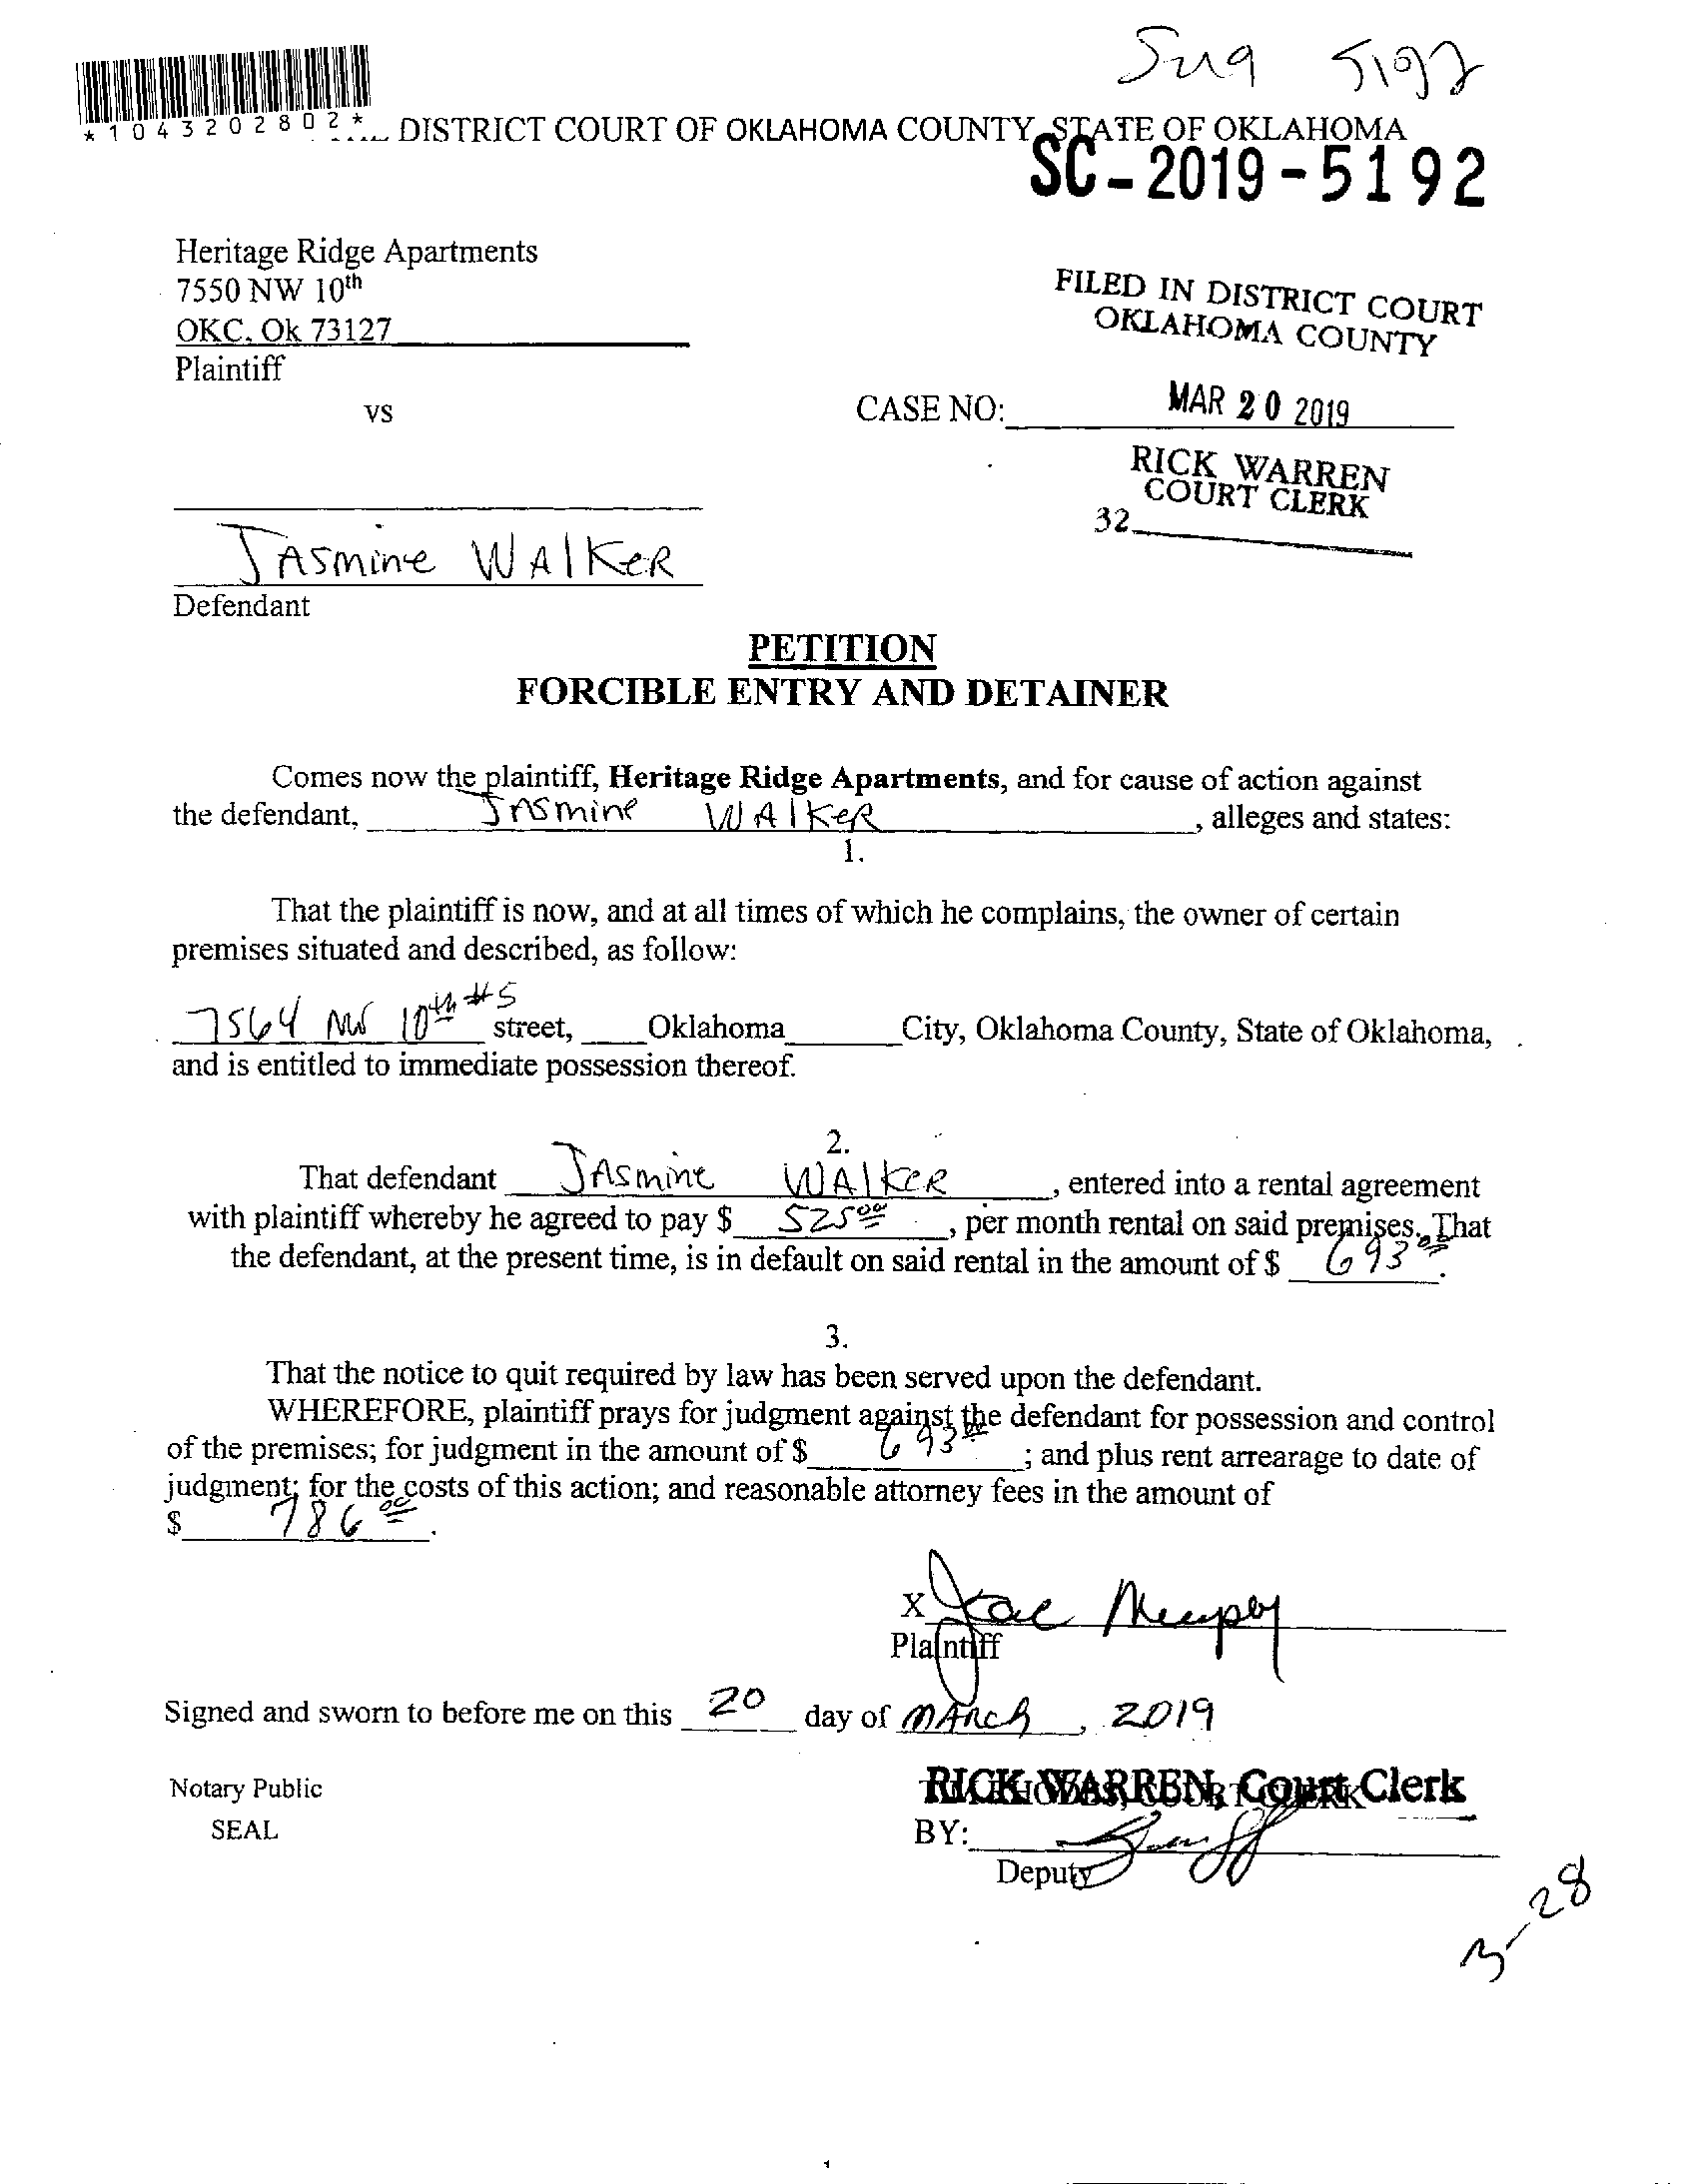 *1043202802*
DISTRICT COURT OF OKLAHOMA COUNTY, STATE OF OKLAHOMA
SC-2019-5192
Heritage Ridge Apartments
7550 NW 10th
OKC, Ok 73127
Plaintiff
FILED IN DISTRICT COURT
OKLAHOMA COUNTY
vs
CASE NO:
MAR 20 2019
RICK WARREN
COURT CLERK
32
JAsmine WAlKeR
Defendant
PETITION
FORCIBLE ENTRY AND DETAINER
Comes now the plaintiff, Heritage Ridge Apartments, and for cause of action against
the defendant, JAsmine WAlKeR, alleges and states:
1.
That the plaintiff is now, and at all times of which he complains, the owner of certain
premises situated and described, as follow:
7564 NW 10th #5 street, Oklahoma City, Oklahoma County, State of Oklahoma,
and is entitled to immediate possession thereof.
2.
That defendant JAsmine WAlKeR, entered into a rental agreement
with plaintiff whereby he agreed to pay $ 525 00, per month rental on said premises. That
the defendant, at the present time, is in default on said rental in the amount of $ 693 00.
3.
That the notice to quit required by law has been served upon the defendant.
WHEREFORE, plaintiff prays for judgment against the defendant for possession and control
of the premises; for judgment in the amount of $ 693 00; and plus rent arrearage to date of
judgment; for the costs of this action; and reasonable attorney fees in the amount of
$ 786 00.
X
Plaintiff
Signed and sworn to before me on this 20 day of MARch, 2019
Notary Public
SEAL
RICK WARREN, Court Clerk
BY:
Deputy
3-28
1